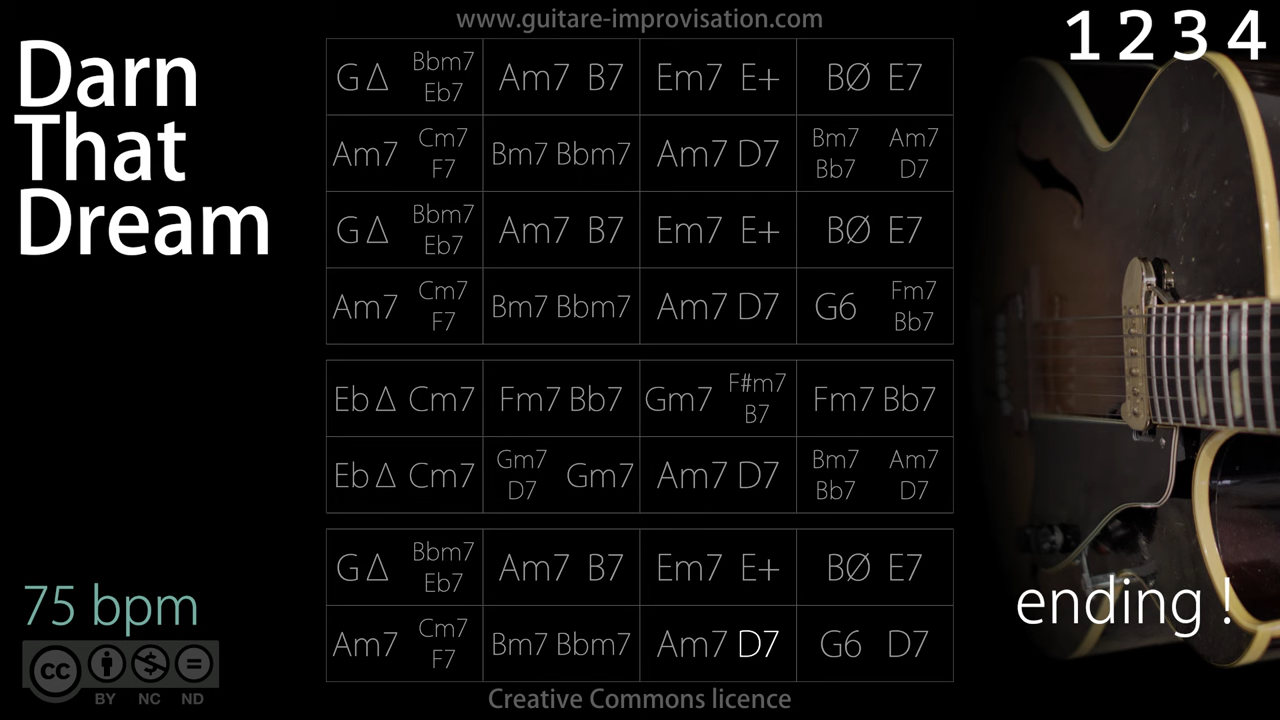 www.guitare-improvisation.com
1 2 3 4
Darn
That
Dream
G Δ Bbm7 Eb7 Am7 B7 Em7 E+ BØ E7
Am7 Cm7 F7 Bm7 Bbm7 Am7 D7 Bm7 Bb7 Am7 D7
G Δ Bbm7 Eb7 Am7 B7 Em7 E+ BØ E7
Am7 Cm7 F7 Bm7 Bbm7 Am7 D7 G6 Fm7 Bb7
Eb Δ Cm7 Fm7 Bb7 Gm7 F#m7 B7 Fm7 Bb7
Eb Δ Cm7 Gm7 D7 Gm7 Am7 D7 Bm7 Bb7 Am7 D7
G Δ Bbm7 Eb7 Am7 B7 Em7 E+ BØ E7
Am7 Cm7 F7 Bm7 Bbm7 Am7 D7 G6 D7
75 bpm
ending !
cc
BY NC ND
Creative Commons licence